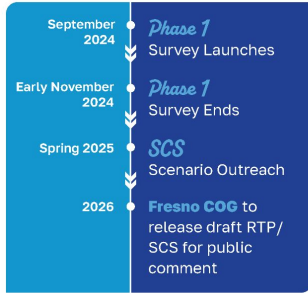 September
2024
Phase 1
Survey Launches
Early November
2024
Phase 1
Survey Ends
Spring 2025
SCS
Scenario Outreach
2026
Fresno COG to
release draft RTP/
SCS for public
comment